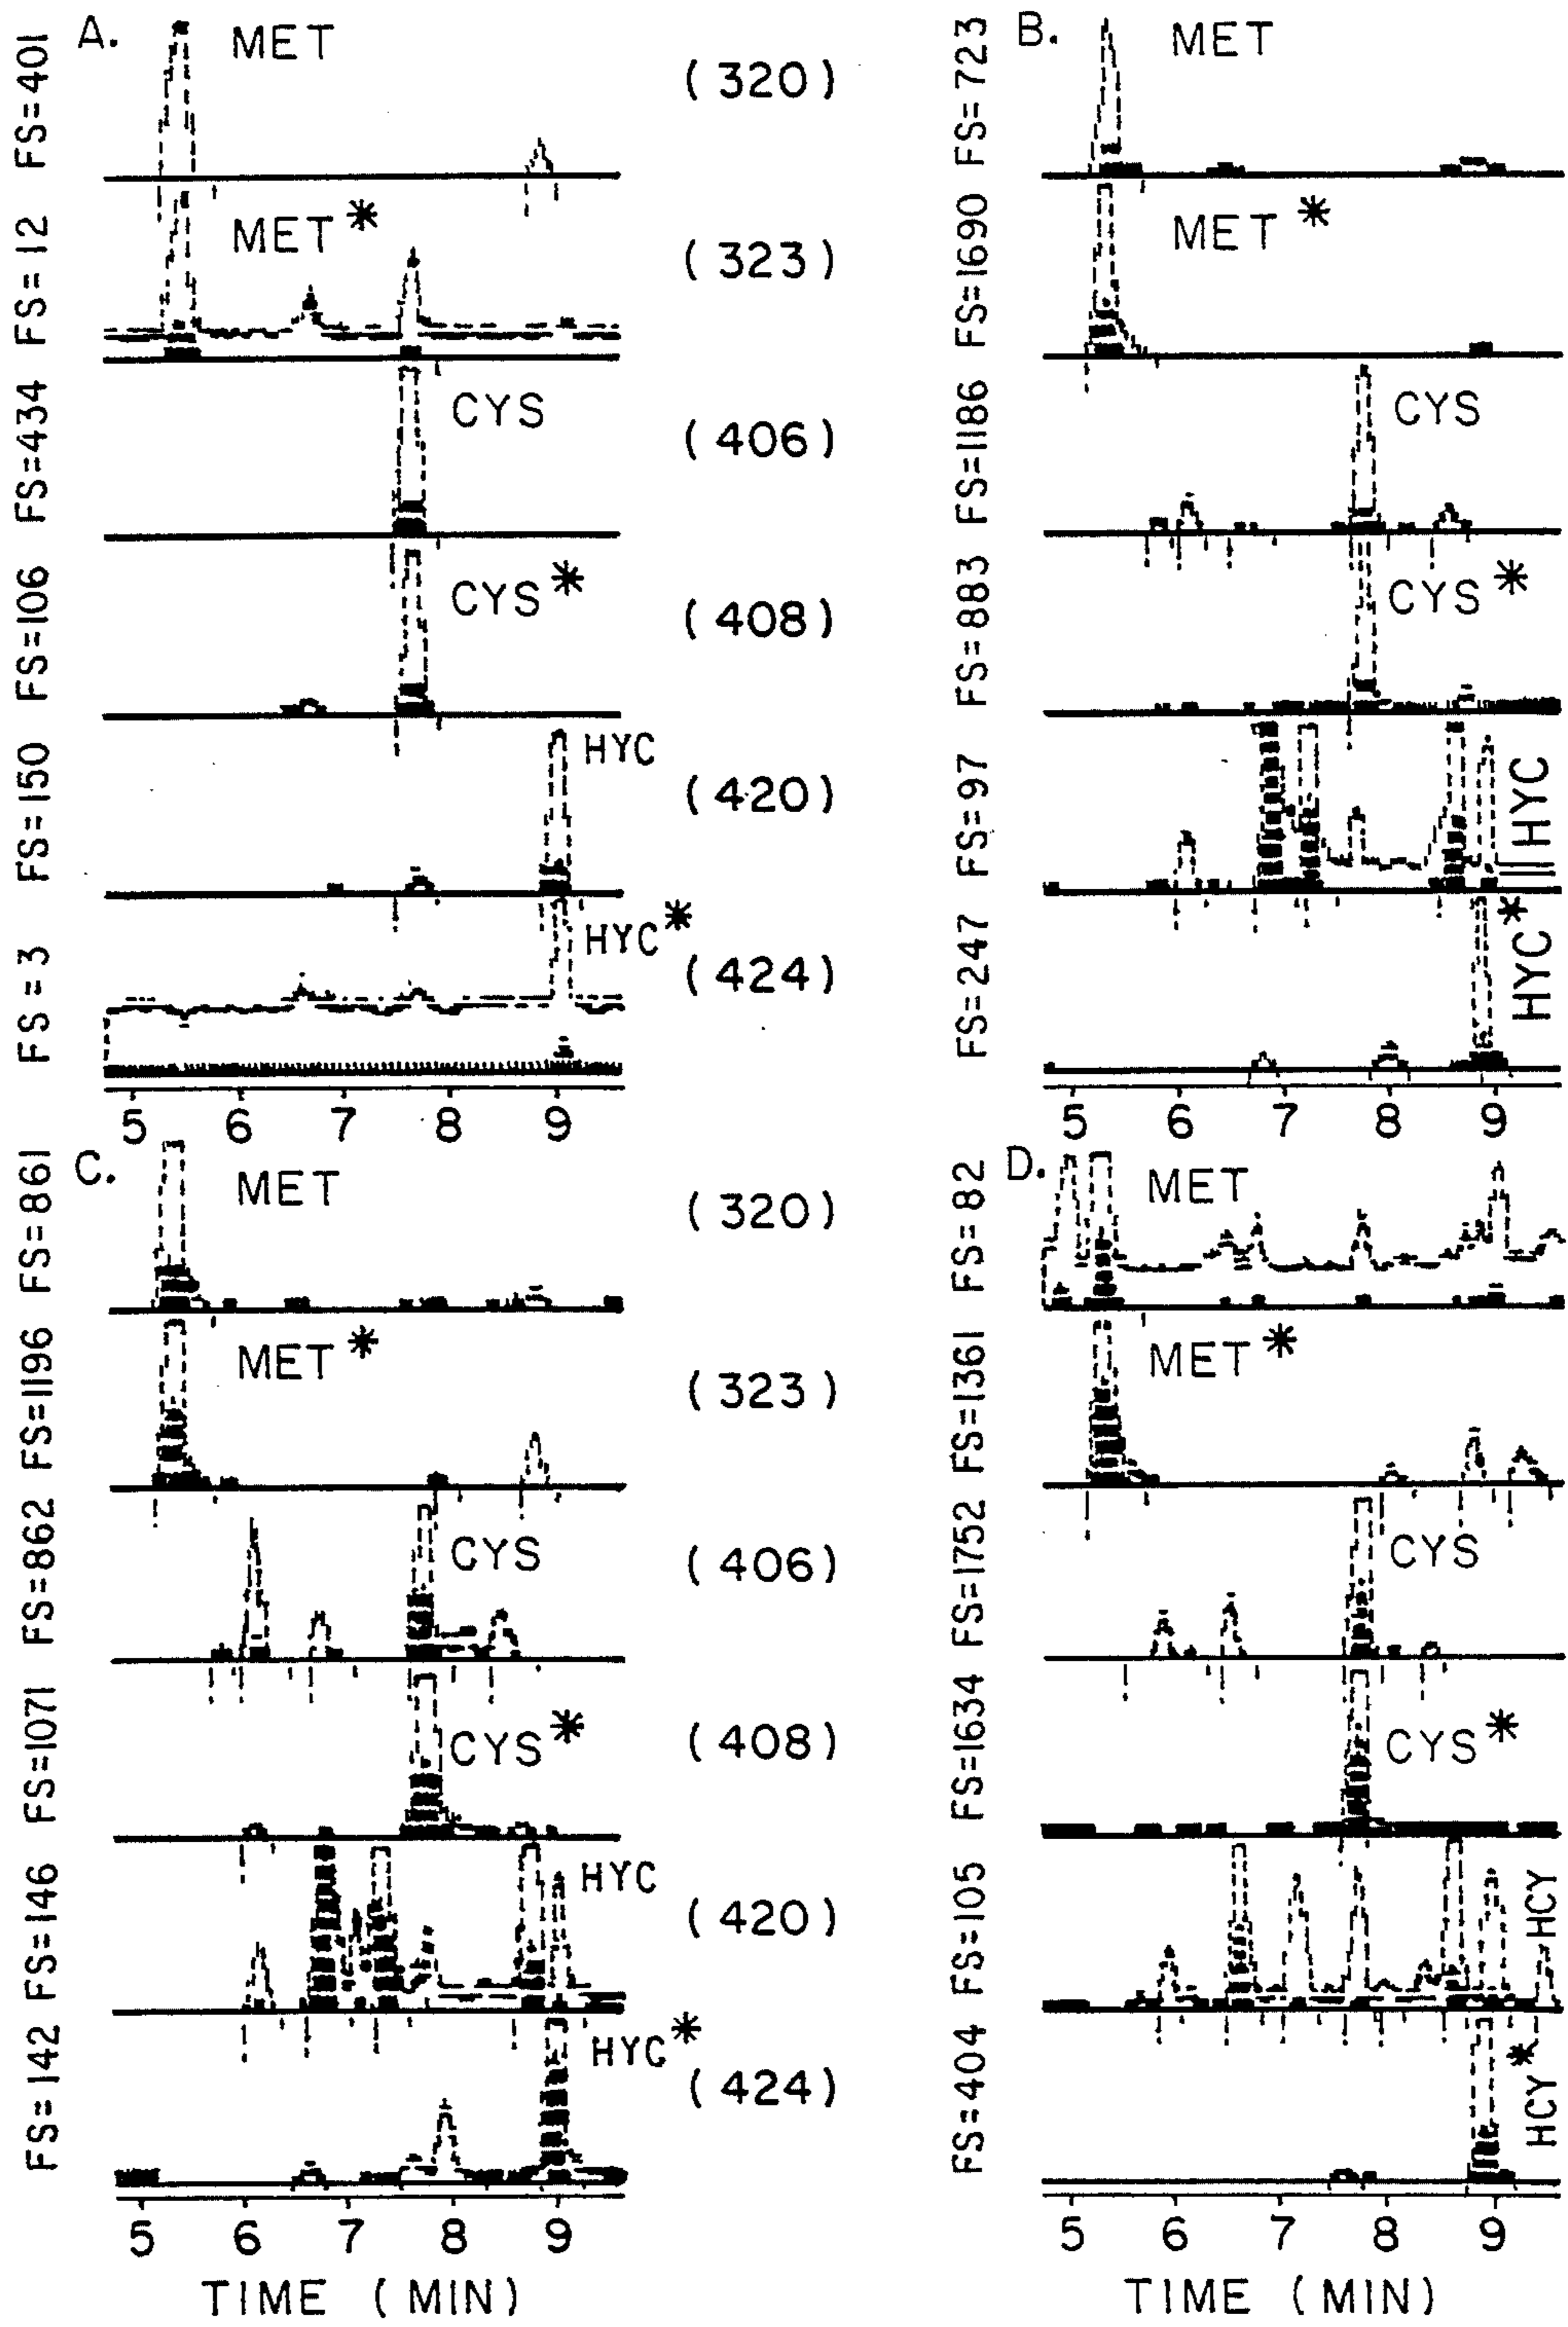 A.
FS=401
MET
(320)
FS=12
MET*
(323)
FS=434
CYS
(406)
FS=106
CYS*
(408)
FS=150
HYC
(420)
FS=3
HYC*
(424)
5 6 7 8 9
B.
FS=723
MET
FS=1690
MET*
FS=1186
CYS
FS=883
CYS*
FS=97
HYC
FS=247
HYC*
5 6 7 8 9
C.
FS=861
MET
(320)
FS=1196
MET*
(323)
FS=862
CYS
(406)
FS=1071
CYS*
(408)
FS=146
HYC
(420)
FS=142
HYC*
(424)
5 6 7 8 9
TIME (MIN)
D.
FS=82
MET
FS=1361
MET*
FS=1752
CYS
FS=1634
CYS*
FS=105
HCY
FS=404
HCY*
5 6 7 8 9
TIME (MIN)